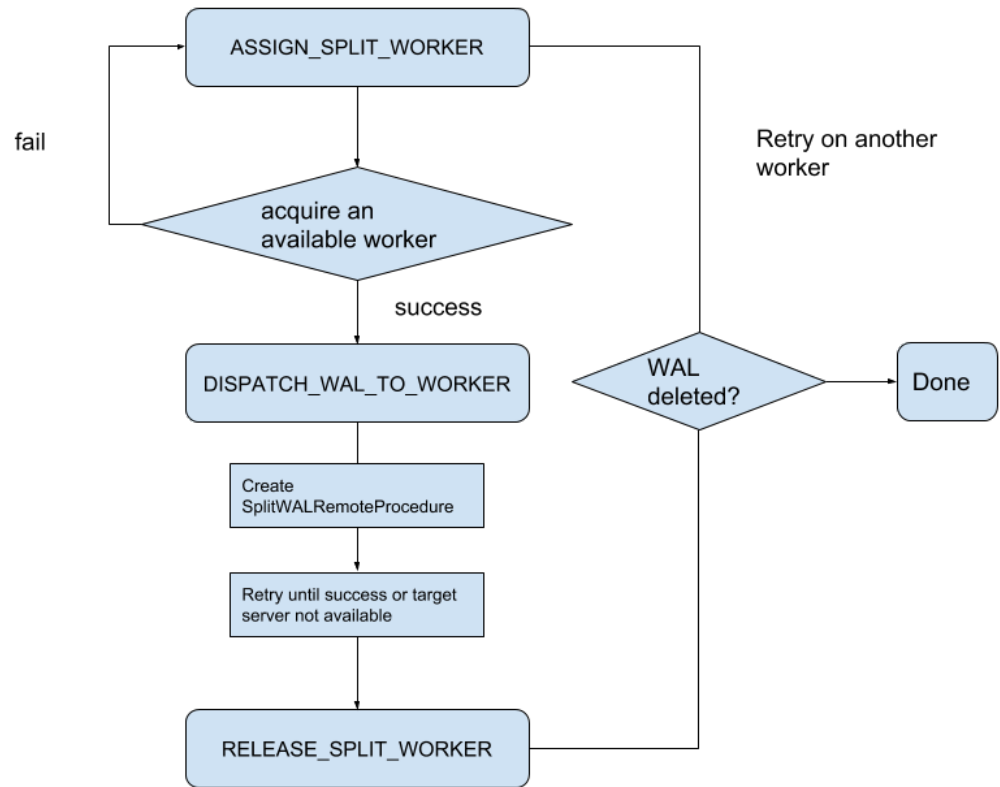 ASSIGN_SPLIT_WORKER
fail
Retry on another
worker
acquire an
available worker
success
WAL
deleted?
Done
DISPATCH_WAL_TO_WORKER
Create
SplitWALRemoteProcedure
Retry until success or target
server not available
RELEASE_SPLIT_WORKER